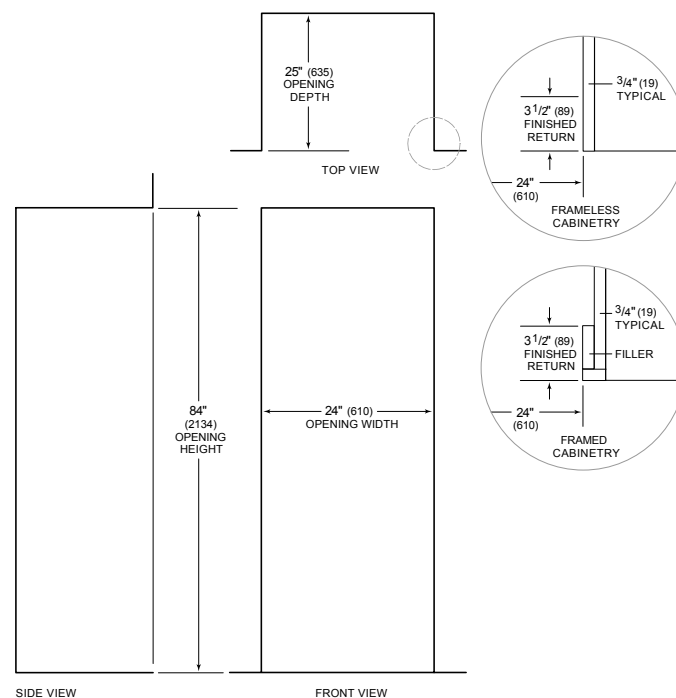 25" (635)
OPENING
DEPTH
TOP VIEW
3/4" (19)
TYPICAL
3 1/2" (89)
FINISHED
RETURN
24"
(610)
FRAMELESS
CABINETRY
3/4" (19)
TYPICAL
3 1/2" (89)
FINISHED
RETURN
FILLER
24"
(610)
FRAMED
CABINETRY
84"
(2134)
OPENING
HEIGHT
24" (610)
OPENING WIDTH
SIDE VIEW
FRONT VIEW